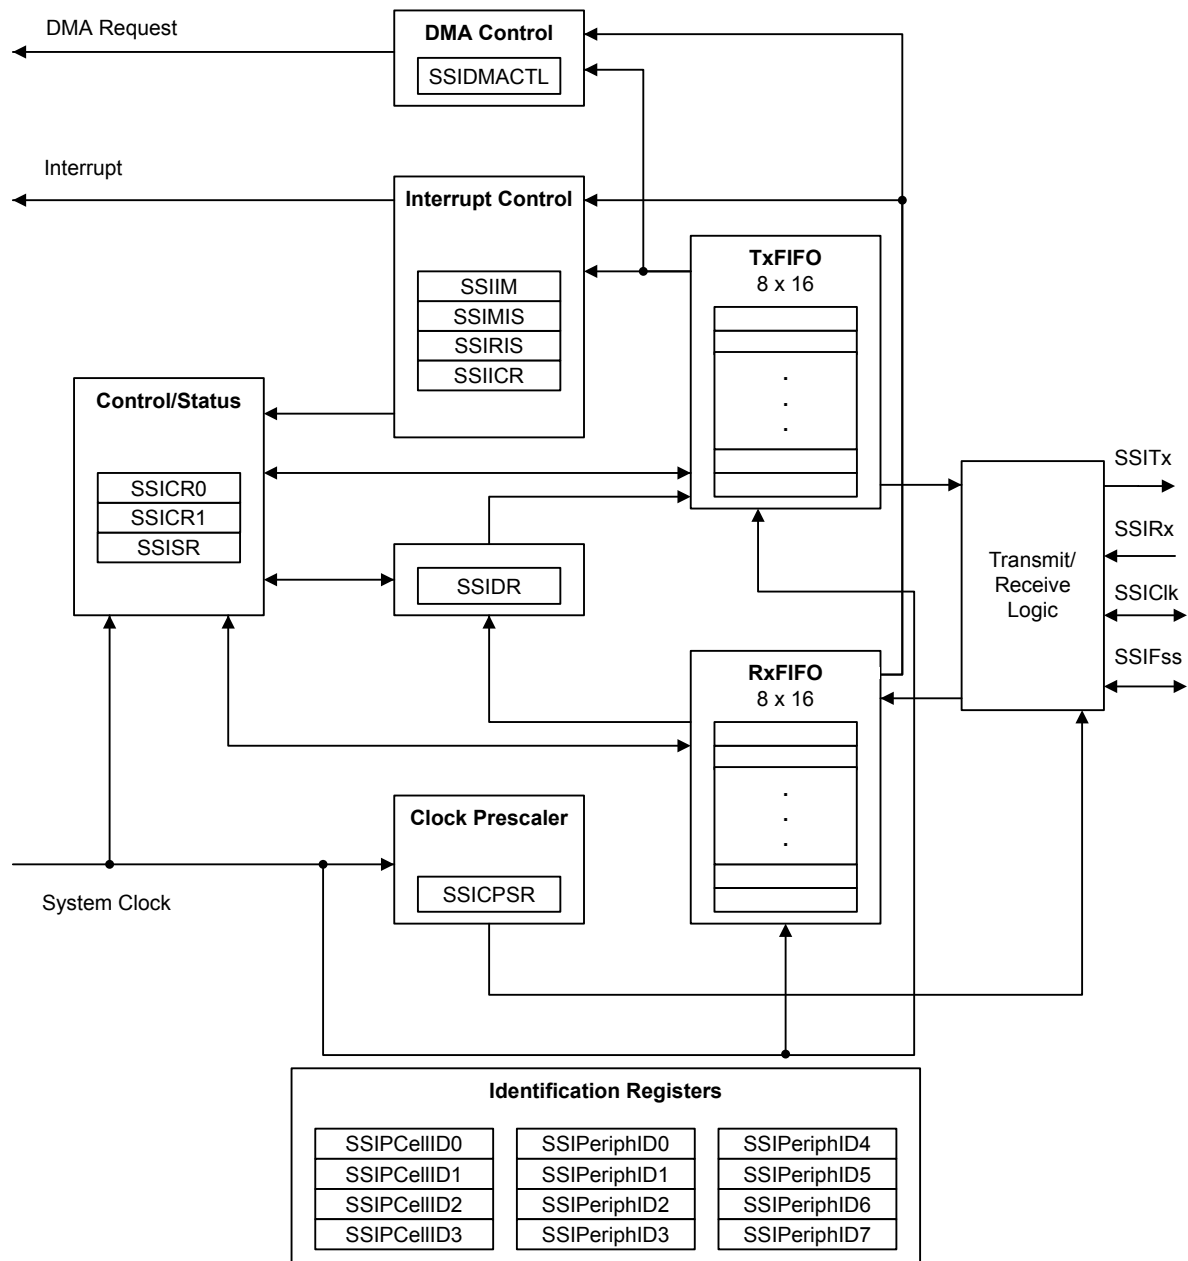 DMA Request
DMA Control
SSIDMACTL
Interrupt
Interrupt Control
SSIIM
SSIMIS
SSIRIS
SSIICR
TxFIFO
8 x 16
.
.
.
Control/Status
SSICR0
SSICR1
SSISR
SSIDR
Transmit/
Receive
Logic
SSITx
SSIRx
SSIClk
SSIFss
RxFIFO
8 x 16
.
.
.
Clock Prescaler
SSICPSR
System Clock
Identification Registers
SSIPCellID0
SSIPCellID1
SSIPCellID2
SSIPCellID3
SSIPeriphID0
SSIPeriphID1
SSIPeriphID2
SSIPeriphID3
SSIPeriphID4
SSIPeriphID5
SSIPeriphID6
SSIPeriphID7